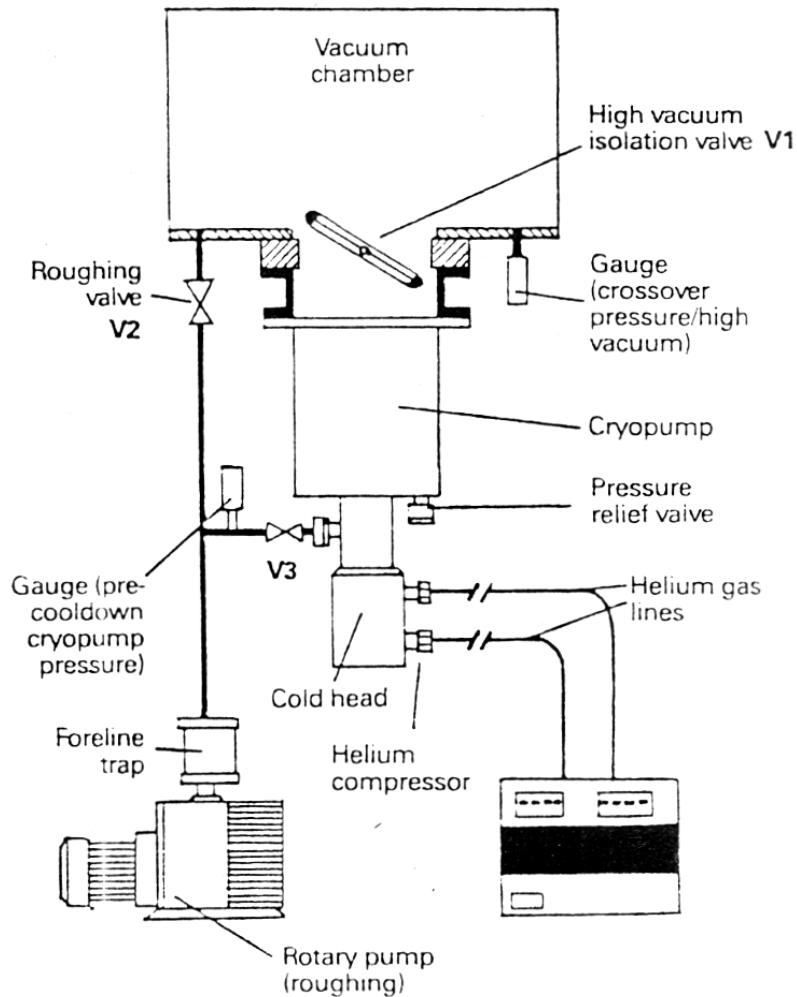 Vacuum
chamber
High vacuum
isolation valve V1
Roughing
valve
V2
Gauge
(crossover
pressure/high
vacuum)
Cryopump
Pressure
relief valve
V3
Gauge (pre-
cooldown
cryopump
pressure)
Helium gas
lines
Cold head
Foreline
trap
Helium
compressor
Rotary pump
(roughing)